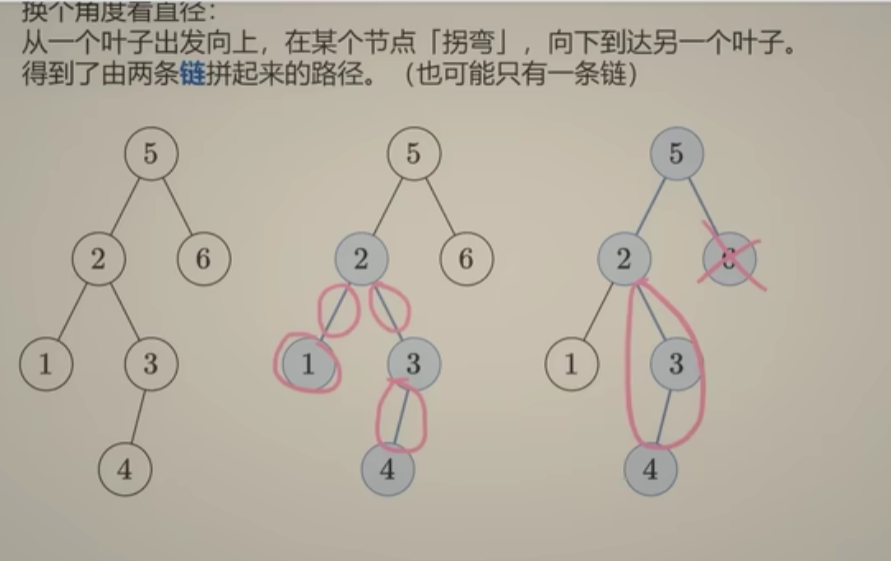 换个角度看直径：
从一个叶子出发向上，在某个节点「拐弯」，向下到达另一个叶子。
得到了由两条链拼起来的路径。（也可能只有一条链）
5 5 5
2 6 2 6 2 6
1 3 1 3 1 3
4 4 4